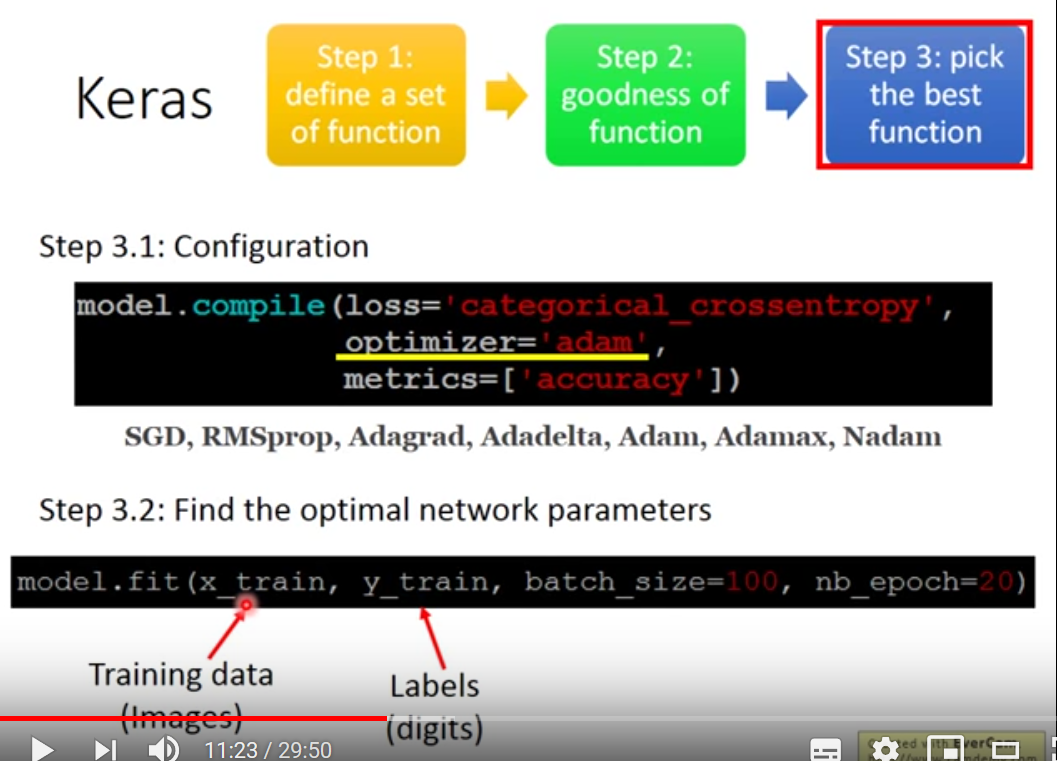 Keras
Step 1:
define a set
of function
Step 2:
goodness of
function
Step 3: pick
the best
function
Step 3.1: Configuration
model.compile(loss='categorical_crossentropy',
optimizer='adam',
metrics=['accuracy'])
SGD, RMSprop, Adagrad, Adadelta, Adam, Adamax, Nadam
Step 3.2: Find the optimal network parameters
model.fit(x_train, y_train, batch_size=100, nb_epoch=20)
Training data
(Images)
Labels
(digits)
11:23 / 29:50
with EverCam